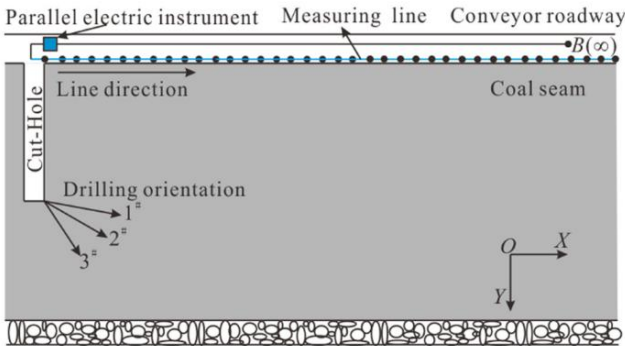 Parallel electric instrument Measuring line Conveyor roadway
B(∞)
Line direction Coal seam
Cut-Hole
Drilling orientation
1#
2#
3#
O X
Y